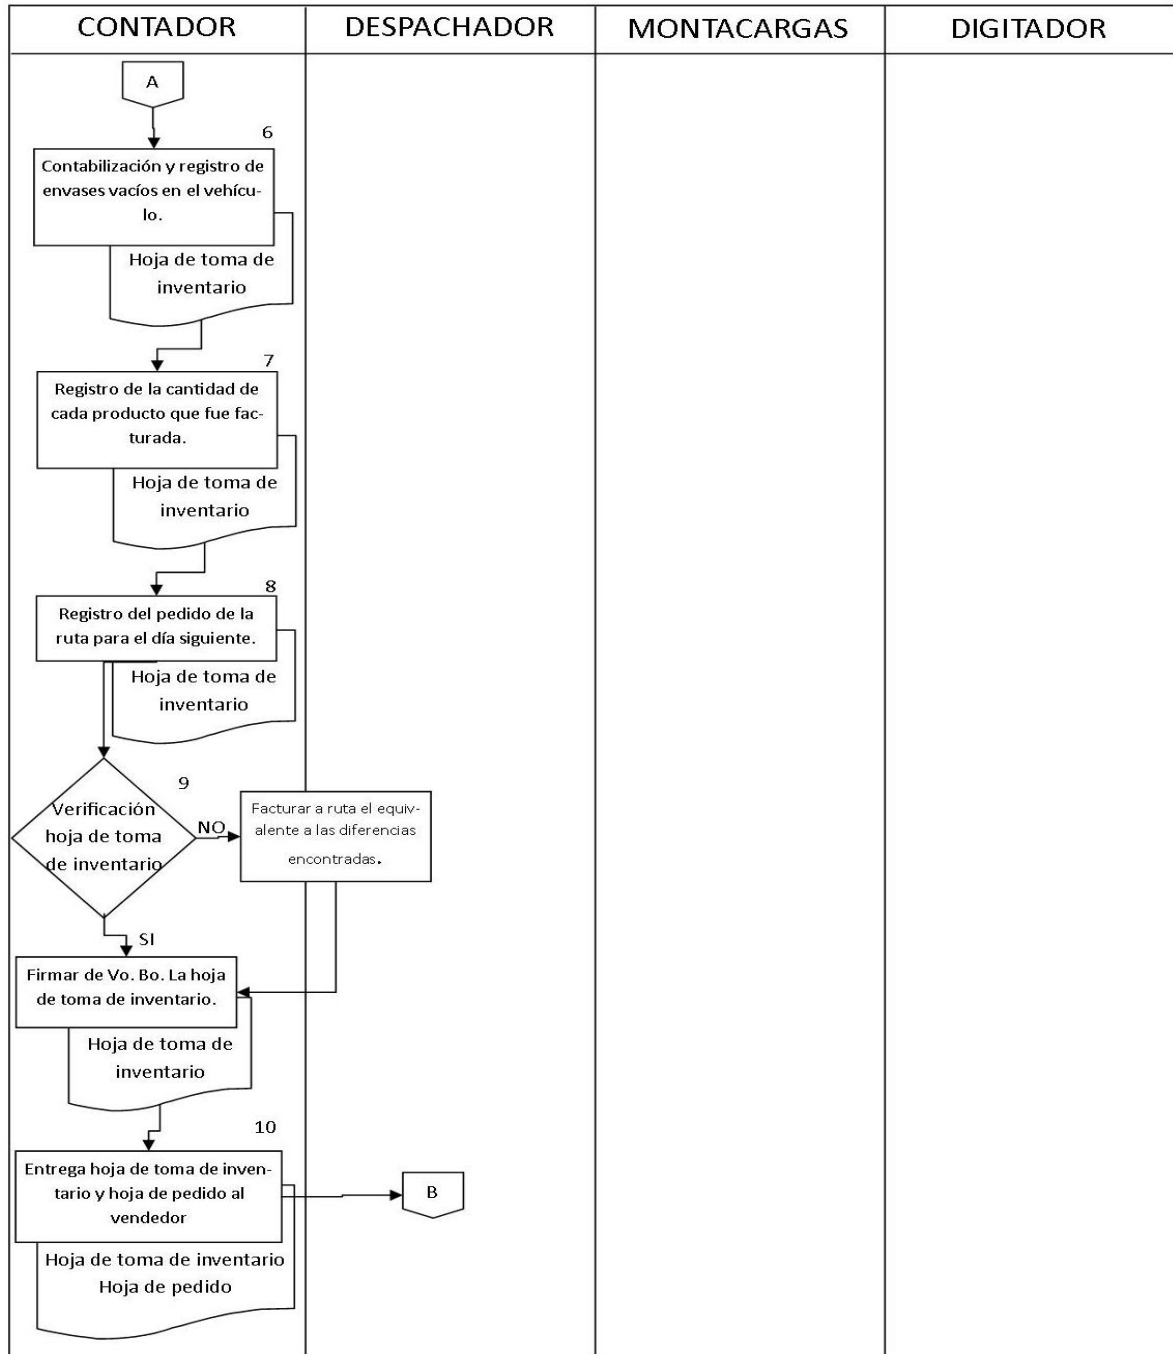 CONTADOR
DESPACHADOR
MONTACARGAS
DIGITADOR
A
6
Contabilización y registro de
envases vacíos en el vehícu-
lo.
Hoja de toma de
inventario
7
Registro de la cantidad de
cada producto que fue fac-
turada.
Hoja de toma de
inventario
8
Registro del pedido de la
ruta para el día siguiente.
Hoja de toma de
inventario
9
Verificación
hoja de toma
de inventario
NO
Facturar a ruta el equiv-
alente a las diferencias
encontradas.
SI
Firmar de Vo. Bo. La hoja
de toma de inventario.
Hoja de toma de
inventario
10
Entrega hoja de toma de inven-
tario y hoja de pedido al
vendedor
B
Hoja de toma de inventario
Hoja de pedido